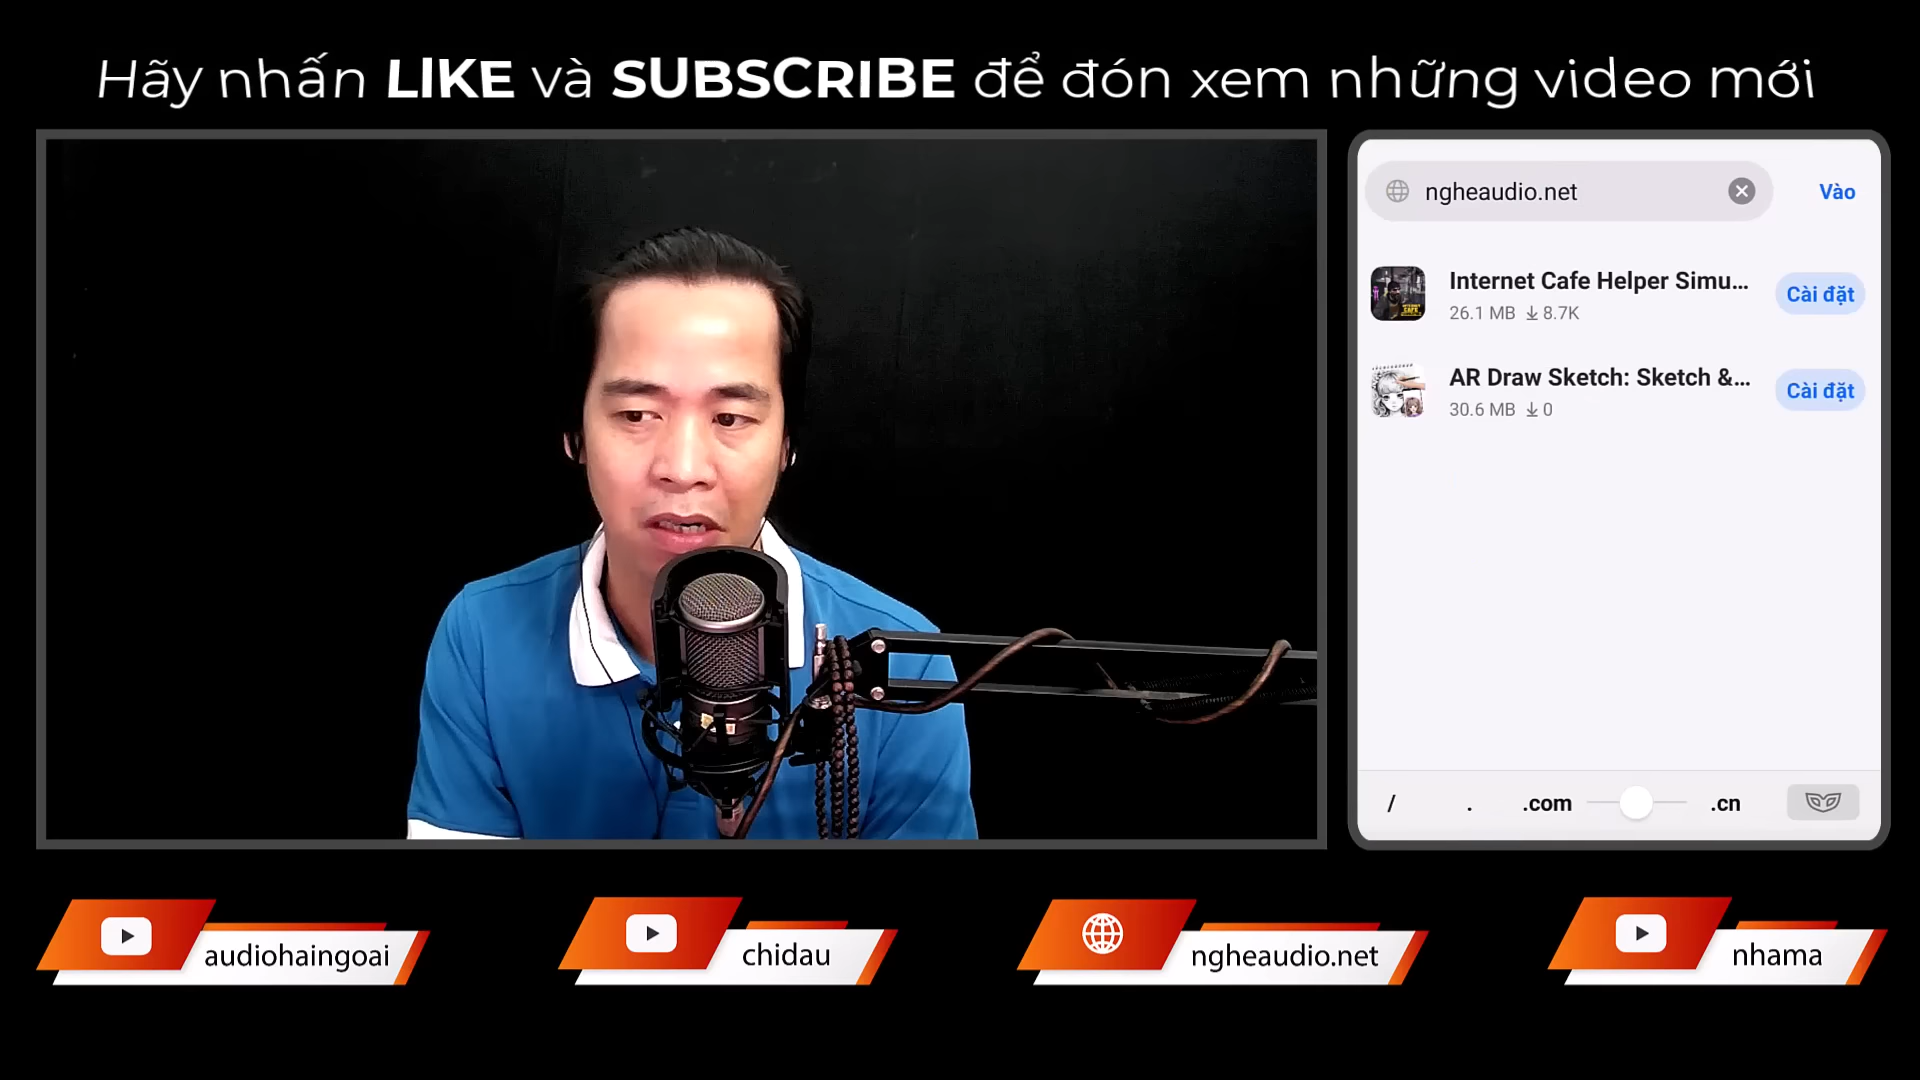 Hãy nhấn LIKE và SUBSCRIBE để đón xem những video mới
ngheaudio.net
Vào
Internet Cafe Helper Simu...
26.1 MB 8.7K
Cài đặt
AR Draw Sketch: Sketch &...
30.6 MB 0
Cài đặt
/ . .com .cn
audiohaingoai
chidau
ngheaudio.net
nhama